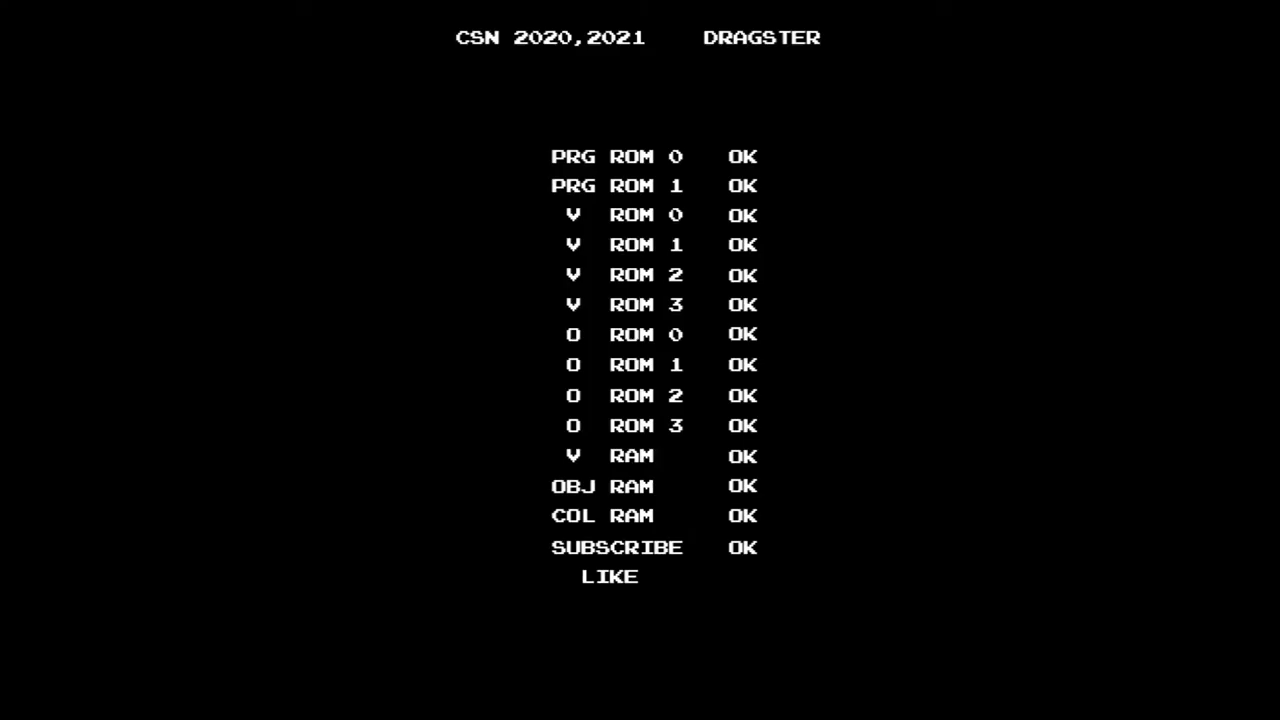 CSN 2020,2021 DRAGSTER
PRG ROM 0 OK
PRG ROM 1 OK
V ROM 0 OK
V ROM 1 OK
V ROM 2 OK
V ROM 3 OK
O ROM 0 OK
O ROM 1 OK
O ROM 2 OK
O ROM 3 OK
V RAM OK
OBJ RAM OK
COL RAM OK
SUBSCRIBE OK
LIKE